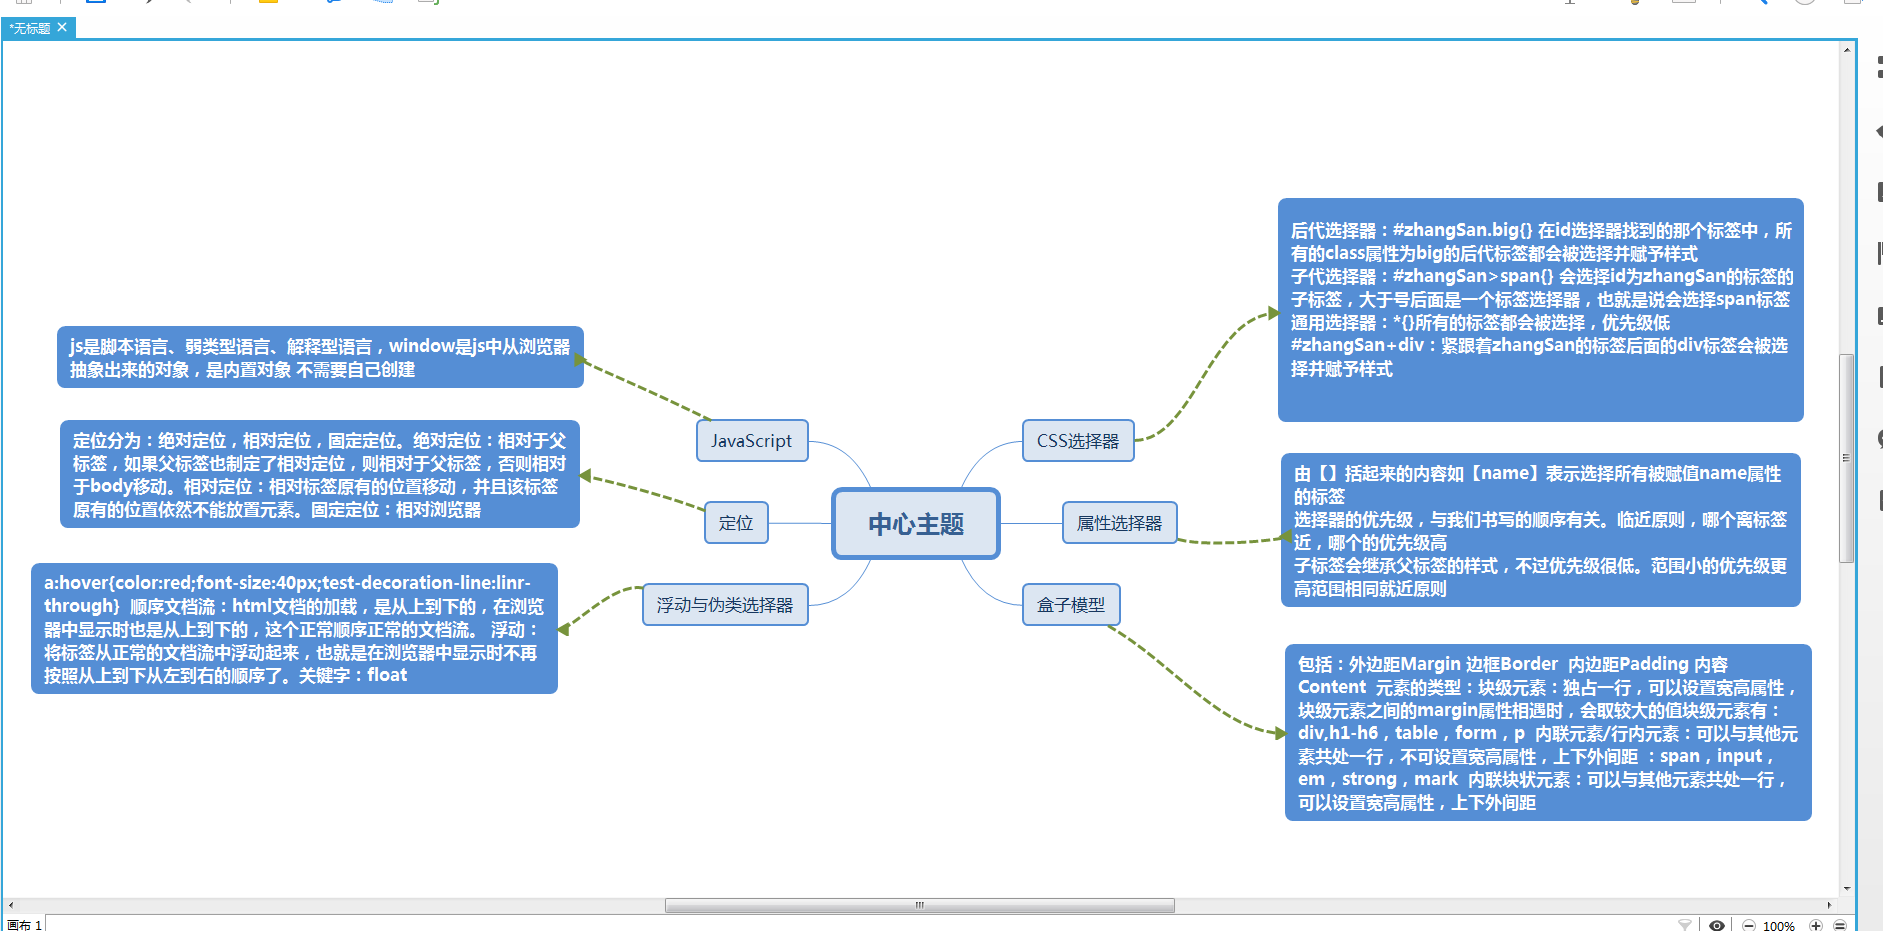 *无标题
后代选择器：#zhangSan.big{} 在id选择器找到的那个标签中，所
有的class属性为big的后代标签都会被选择并赋予样式
子代选择器：#zhangSan>span{} 会选择id为zhangSan的标签的
子标签，大于号后面是一个标签选择器，也就是说会选择span标签
通用选择器：*{}所有的标签都会被选择，优先级低
#zhangSan+div：紧跟着zhangSan的标签后面的div标签会被选
择并赋予样式
js是脚本语言、弱类型语言、解释型语言，window是js中从浏览器
抽象出来的对象，是内置对象 不需要自己创建
JavaScript
CSS选择器
定位分为：绝对定位，相对定位，固定定位。绝对定位：相对于父
标签，如果父标签也制定了相对定位，则相对于父标签，否则相对
于body移动。相对定位：相对标签原有的位置移动，并且该标签
原有的位置依然不能放置元素。固定定位：相对浏览器
由【】括起来的内容如【name】表示选择所有被赋值name属性
的标签
选择器的优先级，与我们书写的顺序有关。临近原则，哪个离标签
近，哪个的优先级高
子标签会继承父标签的样式，不过优先级很低。范围小的优先级更
高范围相同就近原则
定位
中心主题
属性选择器
a:hover{color:red;font-size:40px;test-decoration-line:linr-
through}  顺序文档流：html文档的加载，是从上到下的，在浏览
器中显示时也是从上到下的，这个正常顺序正常的文档流。 浮动：
将标签从正常的文档流中浮动起来，也就是在浏览器中显示时不再
按照从上到下从左到右的顺序了。关键字：float
浮动与伪类选择器
盒子模型
包括：外边距Margin 边框Border  内边距Padding 内容
Content  元素的类型：块级元素：独占一行，可以设置宽高属性，
块级元素之间的margin属性相遇时，会取较大的值块级元素有：
div,h1-h6，table，form，p  内联元素/行内元素：可以与其他元
素共处一行，不可设置宽高属性，上下外间距 ：span，input，
em，strong，mark  内联块状元素：可以与其他元素共处一行，
可以设置宽高属性，上下外间距
画布 1
100%